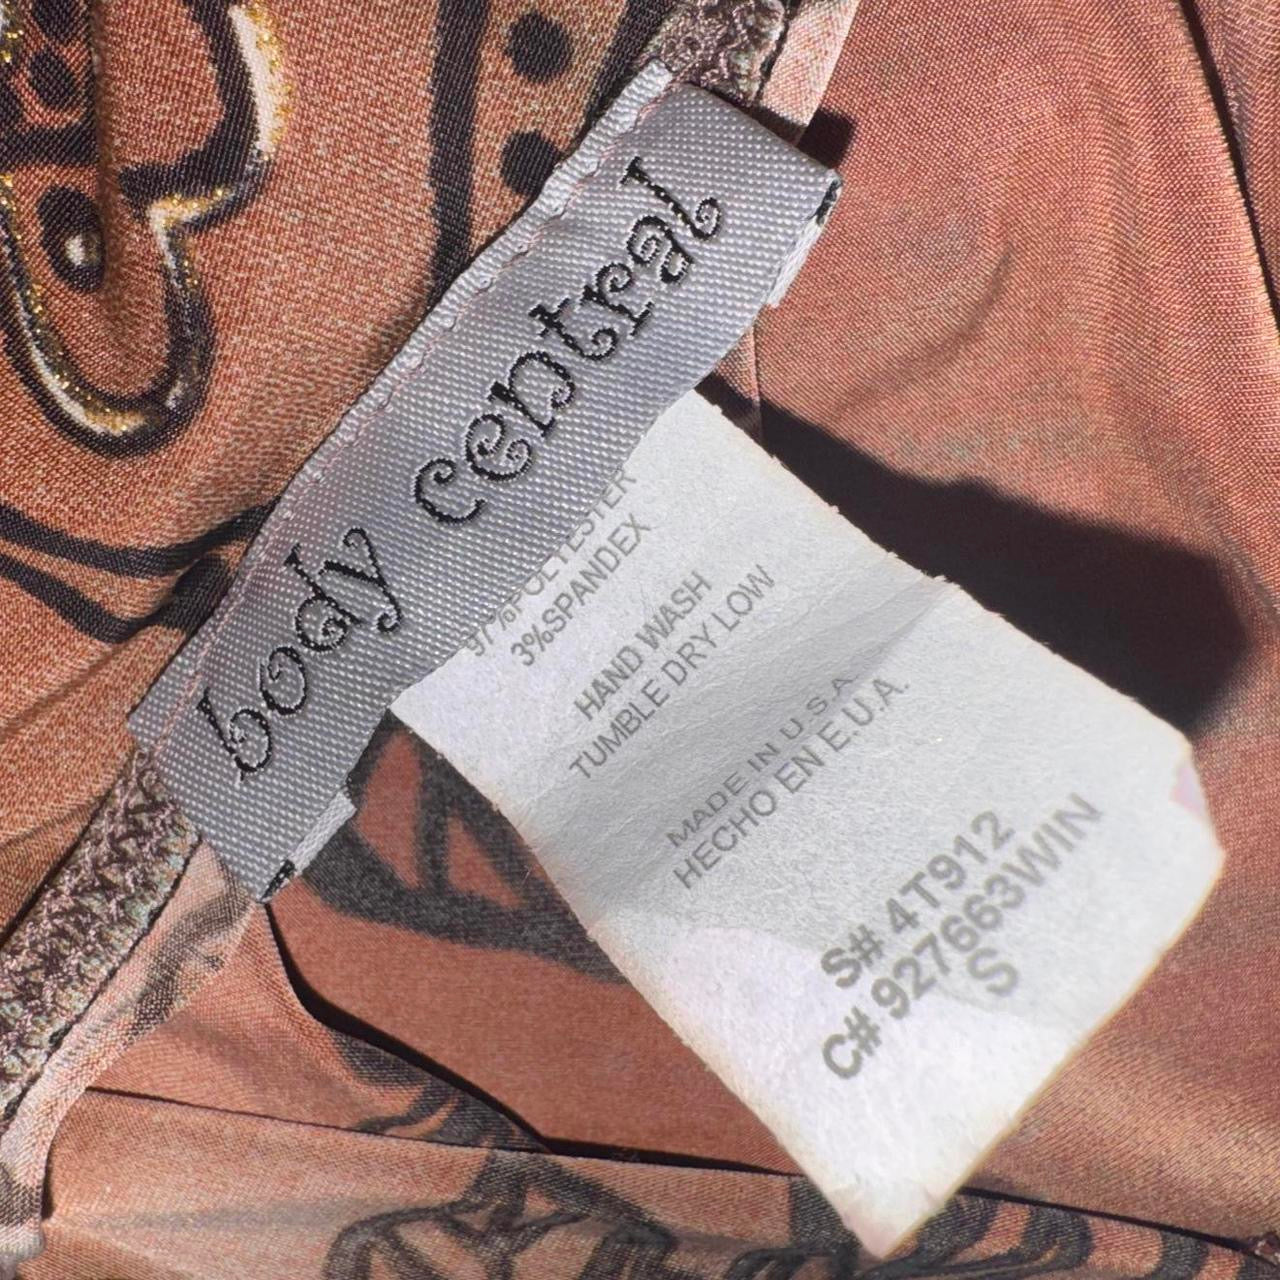 body central
97%POLYESTER
3%SPANDEX
HAND WASH
TUMBLE DRY LOW
MADE IN U.S.A.
HECHO EN E.U.A.
S# 4T912
C# 927663WIN
S